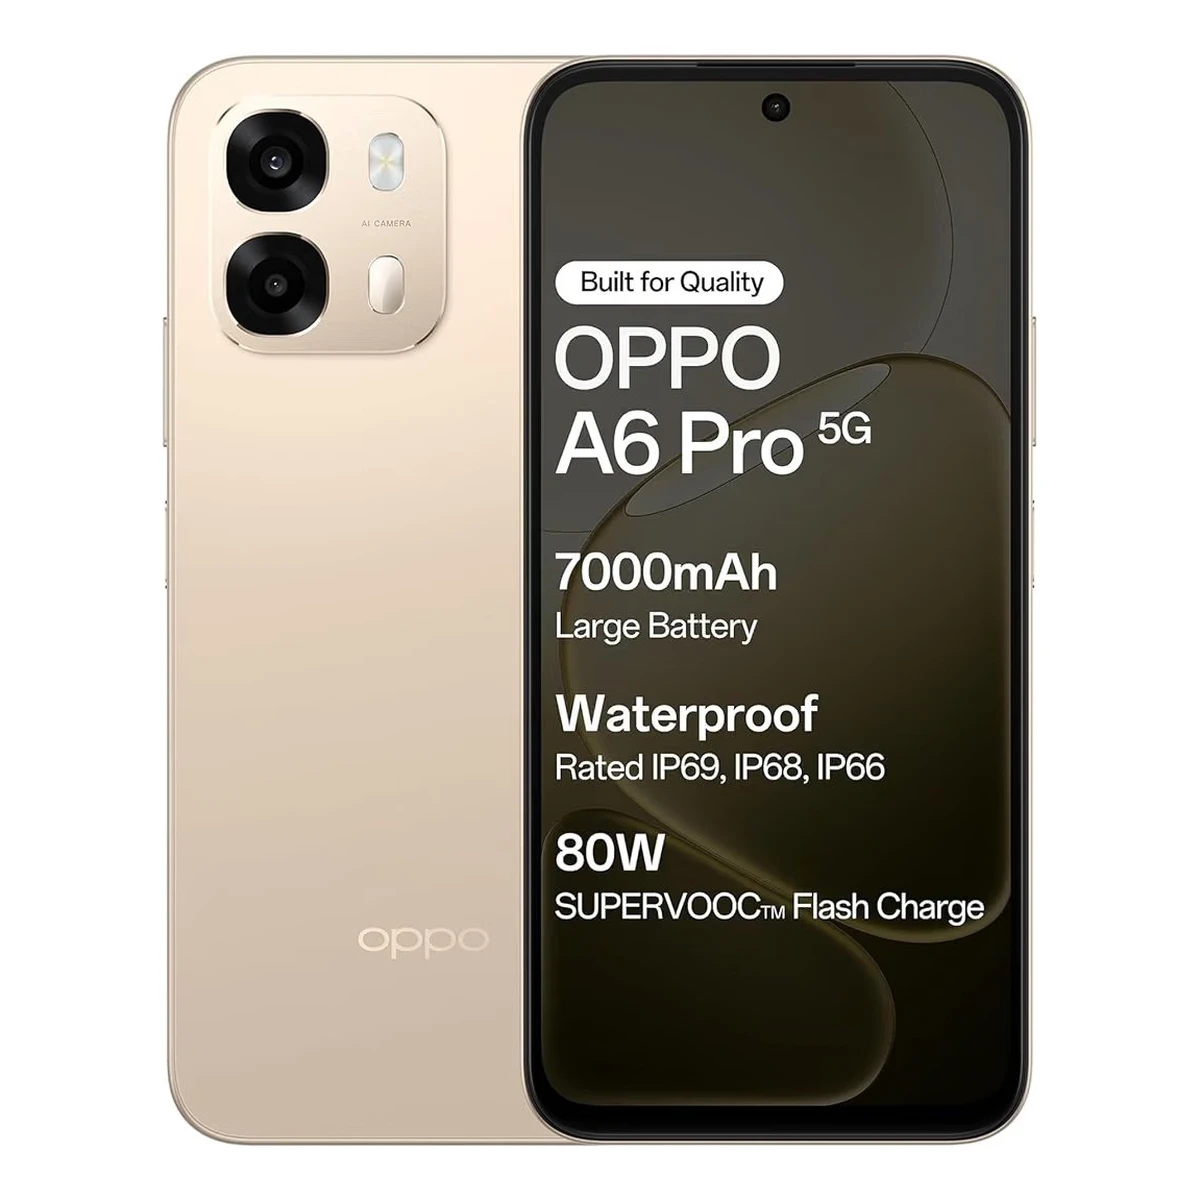 AI CAMERA
oppo
Built for Quality
OPPO
A6 Pro 5G
7000mAh
Large Battery
Waterproof
Rated IP69, IP68, IP66
80W
SUPERVOOC™ Flash Charge